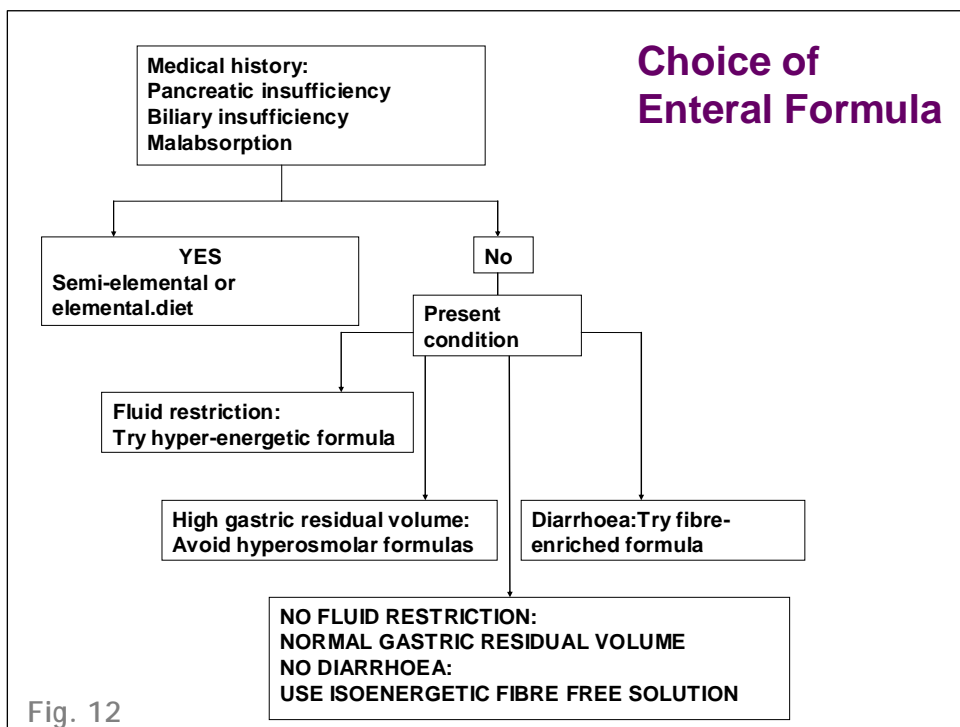 Choice of
Enteral Formula
Medical history:
Pancreatic insufficiency
Biliary insufficiency
Malabsorption
YES
Semi-elemental or
elemental.diet
No
Present
condition
Fluid restriction:
Try hyper-energetic formula
High gastric residual volume:
Avoid hyperosmolar formulas
Diarrhoea:Try fibre-
enriched formula
NO FLUID RESTRICTION:
NORMAL GASTRIC RESIDUAL VOLUME
NO DIARRHOEA:
USE ISOENERGETIC FIBRE FREE SOLUTION
Fig. 12